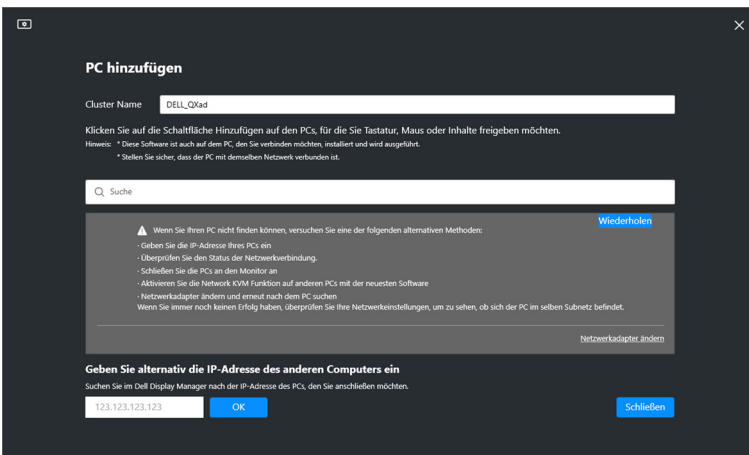 PC hinzufügen
Cluster Name DELL_QXad
Klicken Sie auf die Schaltfläche Hinzufügen auf den PCs, für die Sie Tastatur, Maus oder Inhalte freigeben möchten.
Hinweis: * Diese Software ist auch auf dem PC, den Sie verbinden möchten, installiert und wird ausgeführt.
* Stellen Sie sicher, dass der PC mit demselben Netzwerk verbunden ist.
Suche
Wiederholen
Wenn Sie Ihren PC nicht finden können, versuchen Sie eine der folgenden alternativen Methoden:
· Geben Sie die IP-Adresse Ihres PCs ein
· Überprüfen Sie den Status der Netzwerkverbindung.
· Schließen Sie die PCs an den Monitor an
· Aktivieren Sie die Network KVM Funktion auf anderen PCs mit der neuesten Software
· Netzwerkadapter ändern und erneut nach dem PC suchen
Wenn Sie immer noch keinen Erfolg haben, überprüfen Sie Ihre Netzwerkeinstellungen, um zu sehen, ob sich der PC im selben Subnetz befindet.
Netzwerkadapter ändern
Geben Sie alternativ die IP-Adresse des anderen Computers ein
Suchen Sie im Dell Display Manager nach der IP-Adresse des PCs, den Sie anschließen möchten.
123.123.123.123 OK Schließen